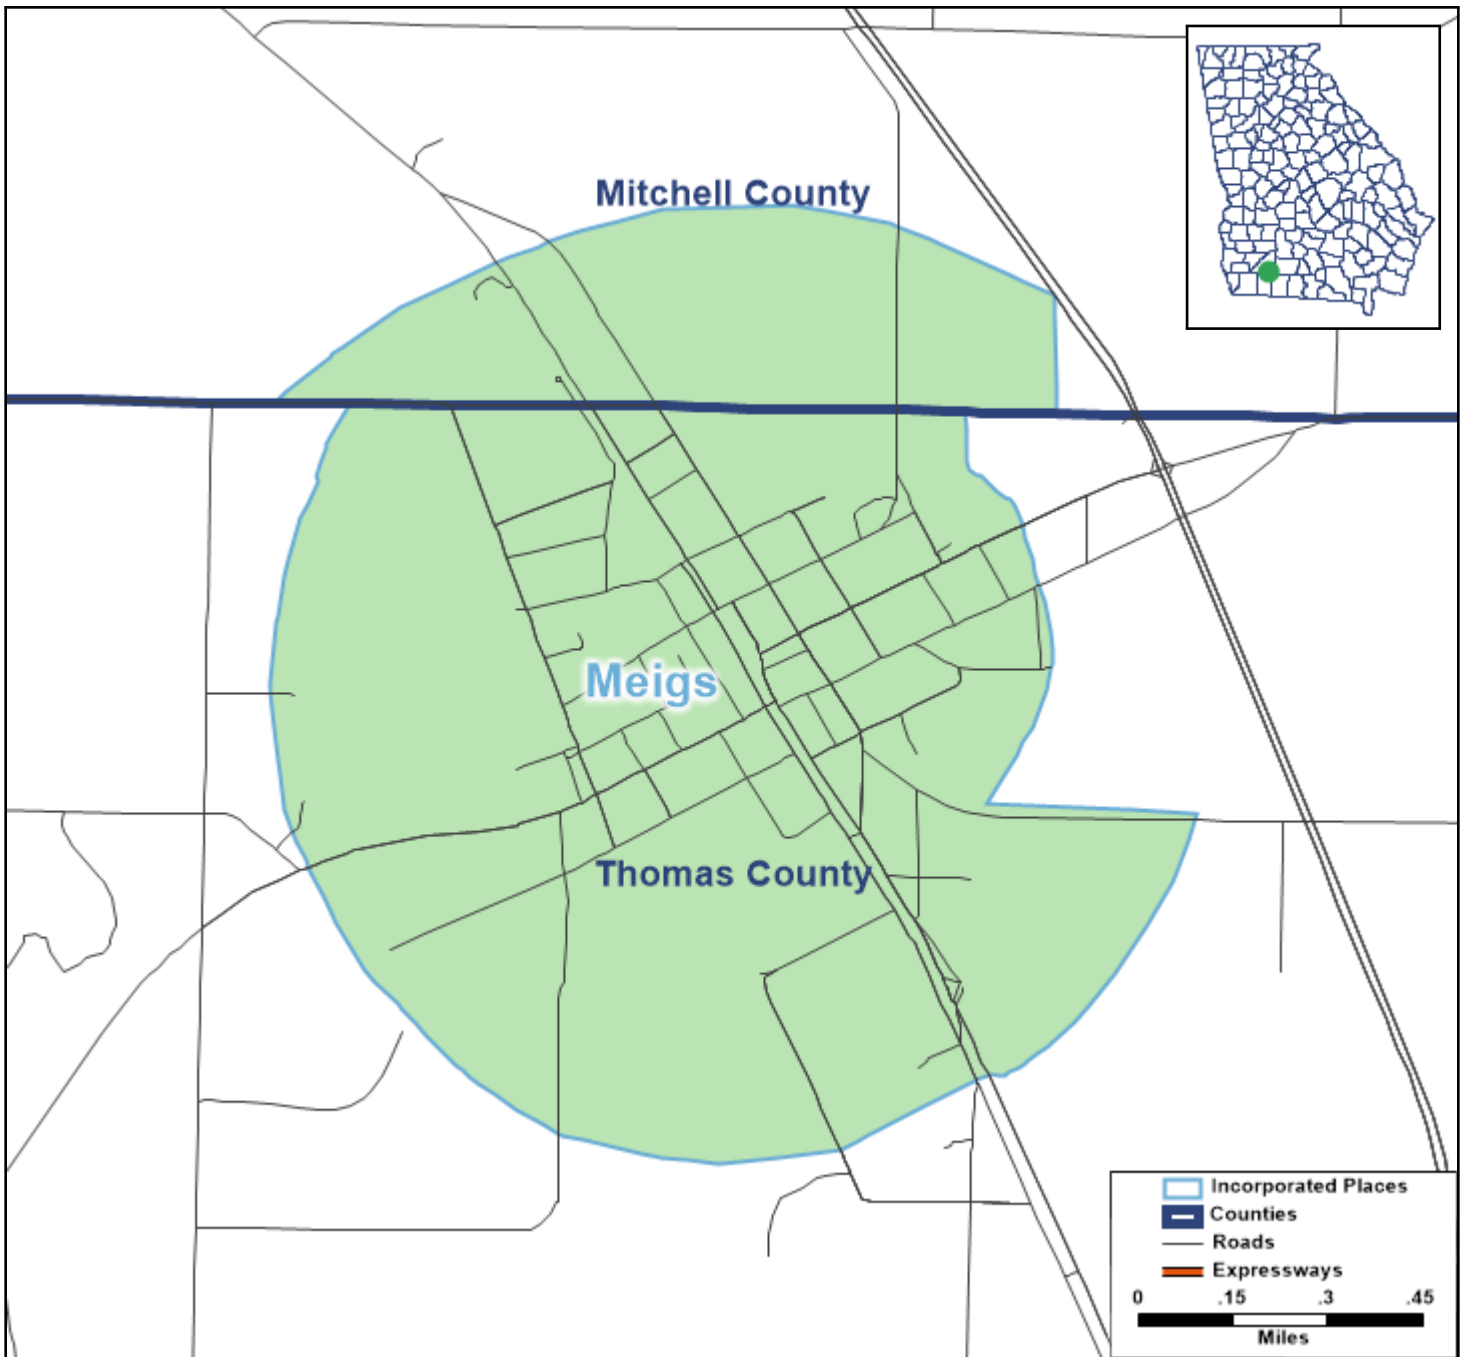 Mitchell County
Meigs
Thomas County
Incorporated Places
Counties
Roads
Expressways
0 .15 .3 .45
Miles